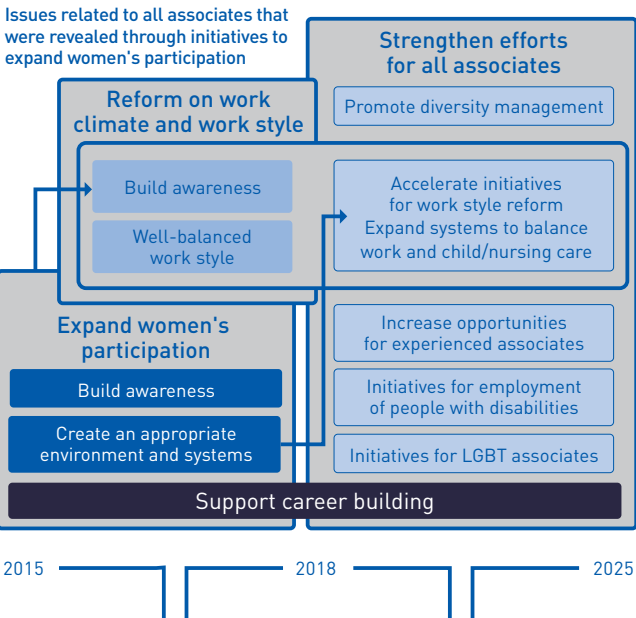 Issues related to all associates that
were revealed through initiatives to
expand women's participation
Strengthen efforts
for all associates
Promote diversity management
Reform on work
climate and work style
Build awareness
Well-balanced
work style
Accelerate initiatives
for work style reform
Expand systems to balance
work and child/nursing care
Expand women's
participation
Build awareness
Create an appropriate
environment and systems
Increase opportunities
for experienced associates
Initiatives for employment
of people with disabilities
Initiatives for LGBT associates
Support career building
2015
2018
2025